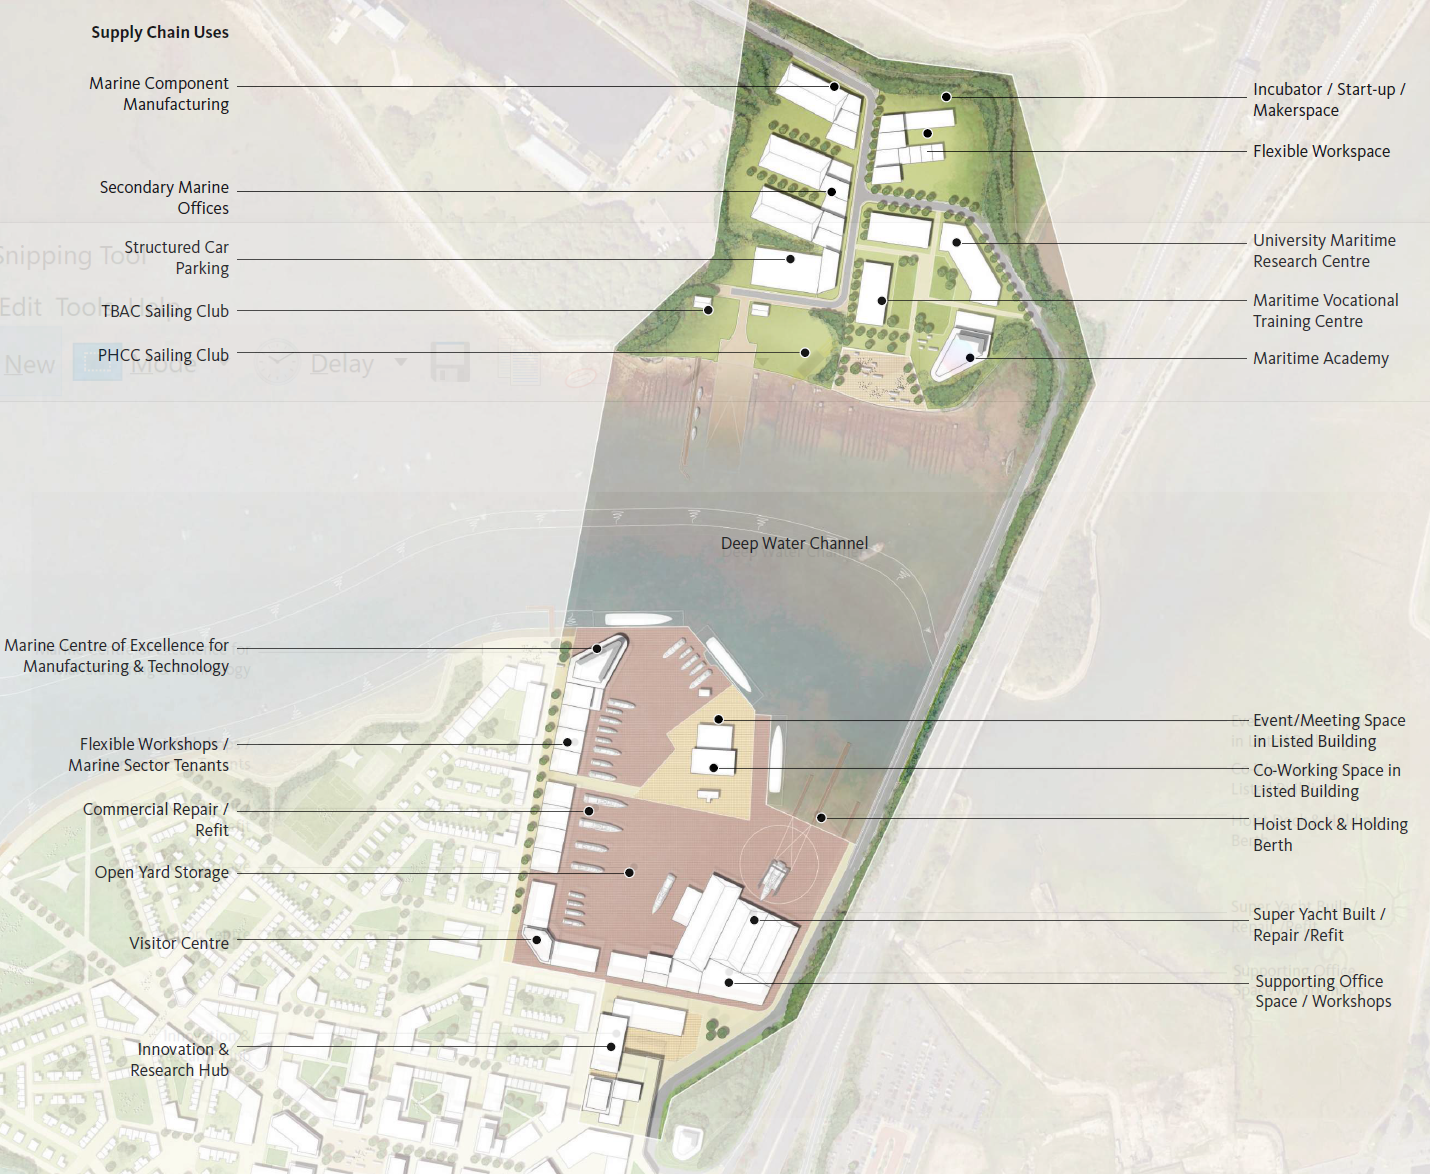 Supply Chain Uses
Marine Component
Manufacturing
Secondary Marine
Offices
Structured Car
Parking
TBAC Sailing Club
PHCC Sailing Club
Snipping Tool
Edit Tools Help
New Mode Delay
Incubator / Start-up /
Makerspace
Flexible Workspace
University Maritime
Research Centre
Maritime Vocational
Training Centre
Maritime Academy
Deep Water Channel
Marine Centre of Excellence for
Manufacturing & Technology
Flexible Workshops /
Marine Sector Tenants
Commercial Repair /
Refit
Open Yard Storage
Visitor Centre
Innovation &
Research Hub
Event/Meeting Space
in Listed Building
Co-Working Space in
Listed Building
Hoist Dock & Holding
Berth
Super Yacht Built /
Repair /Refit
Supporting Office
Space / Workshops